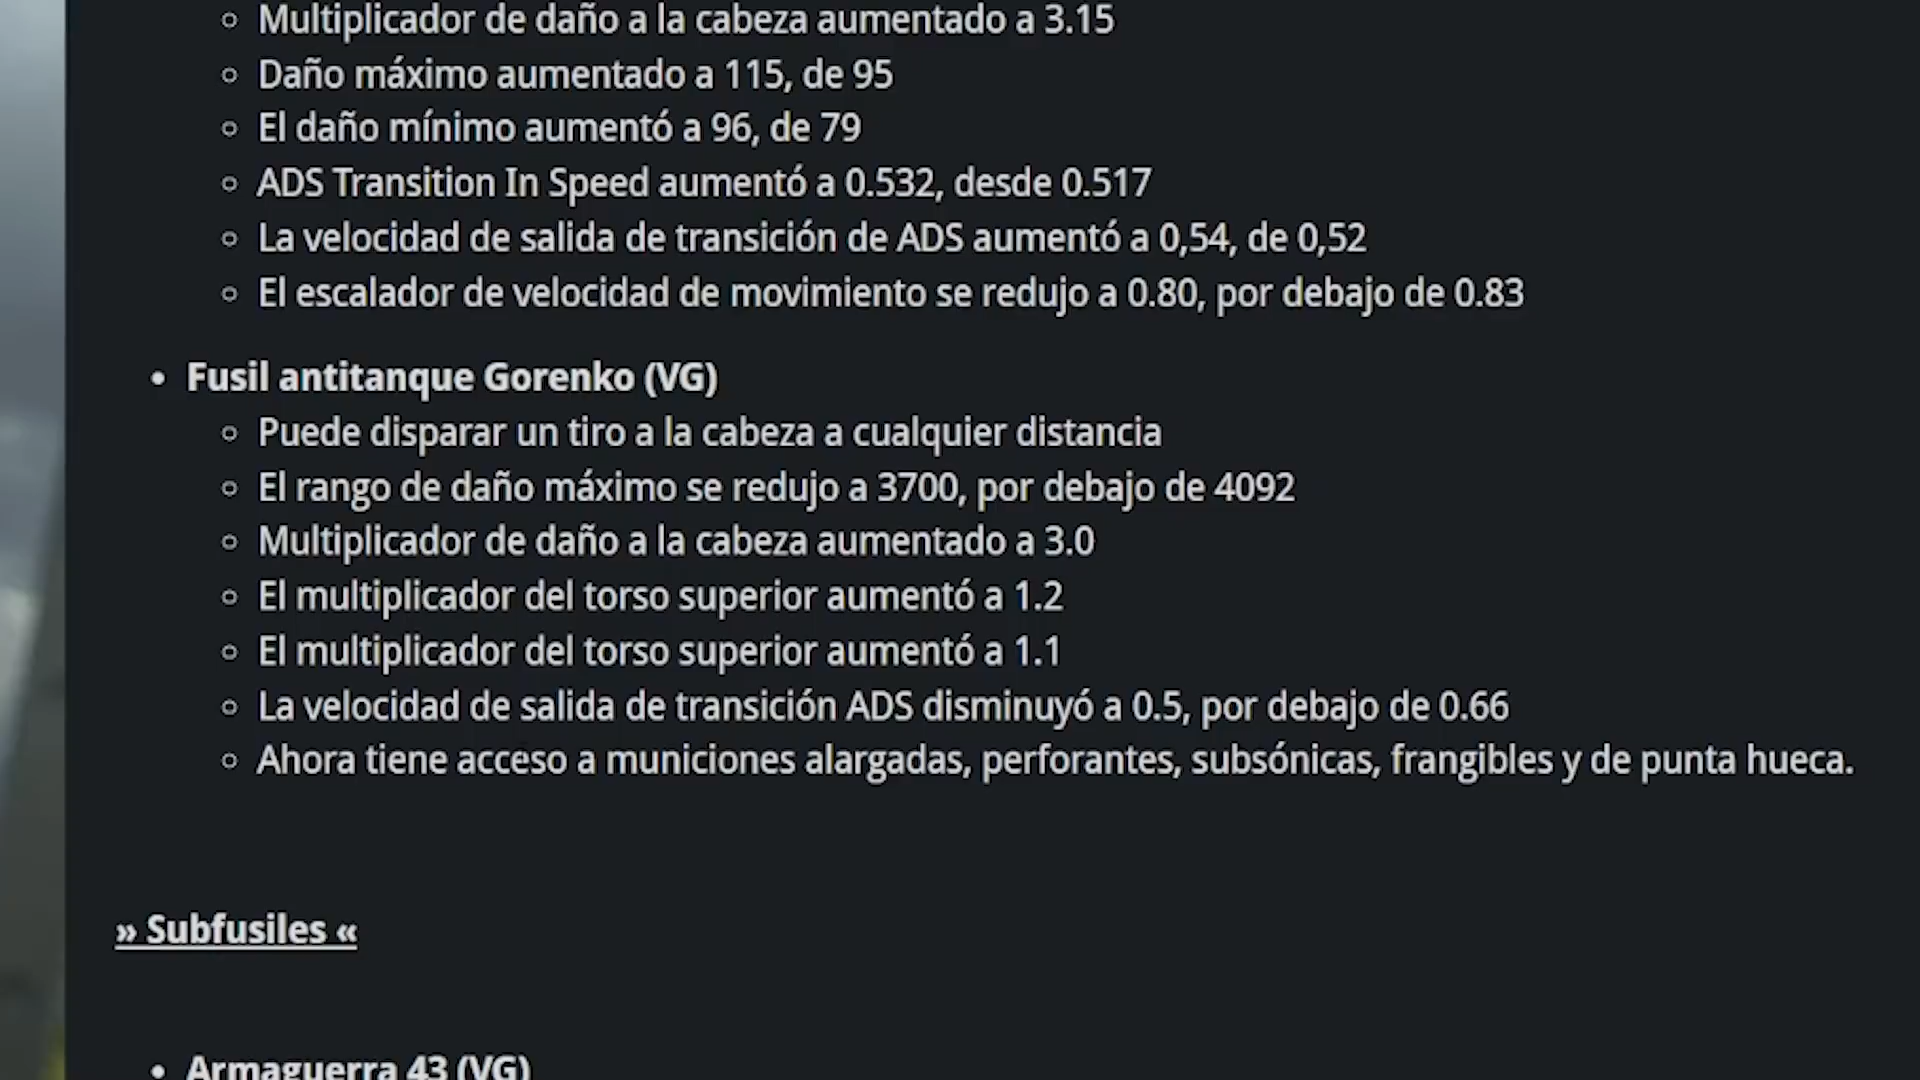 Multiplicador de daño a la cabeza aumentado a 3.15
Daño máximo aumentado a 115, de 95
El daño mínimo aumentó a 96, de 79
ADS Transition In Speed aumentó a 0.532, desde 0.517
La velocidad de salida de transición de ADS aumentó a 0,54, de 0,52
El escalador de velocidad de movimiento se redujo a 0.80, por debajo de 0.83
Fusil antitanque Gorenko (VG)
Puede disparar un tiro a la cabeza a cualquier distancia
El rango de daño máximo se redujo a 3700, por debajo de 4092
Multiplicador de daño a la cabeza aumentado a 3.0
El multiplicador del torso superior aumentó a 1.2
El multiplicador del torso superior aumentó a 1.1
La velocidad de salida de transición ADS disminuyó a 0.5, por debajo de 0.66
Ahora tiene acceso a municiones alargadas, perforantes, subsónicas, frangibles y de punta hueca.
» Subfusiles «
Armaguerra 43 (VG)